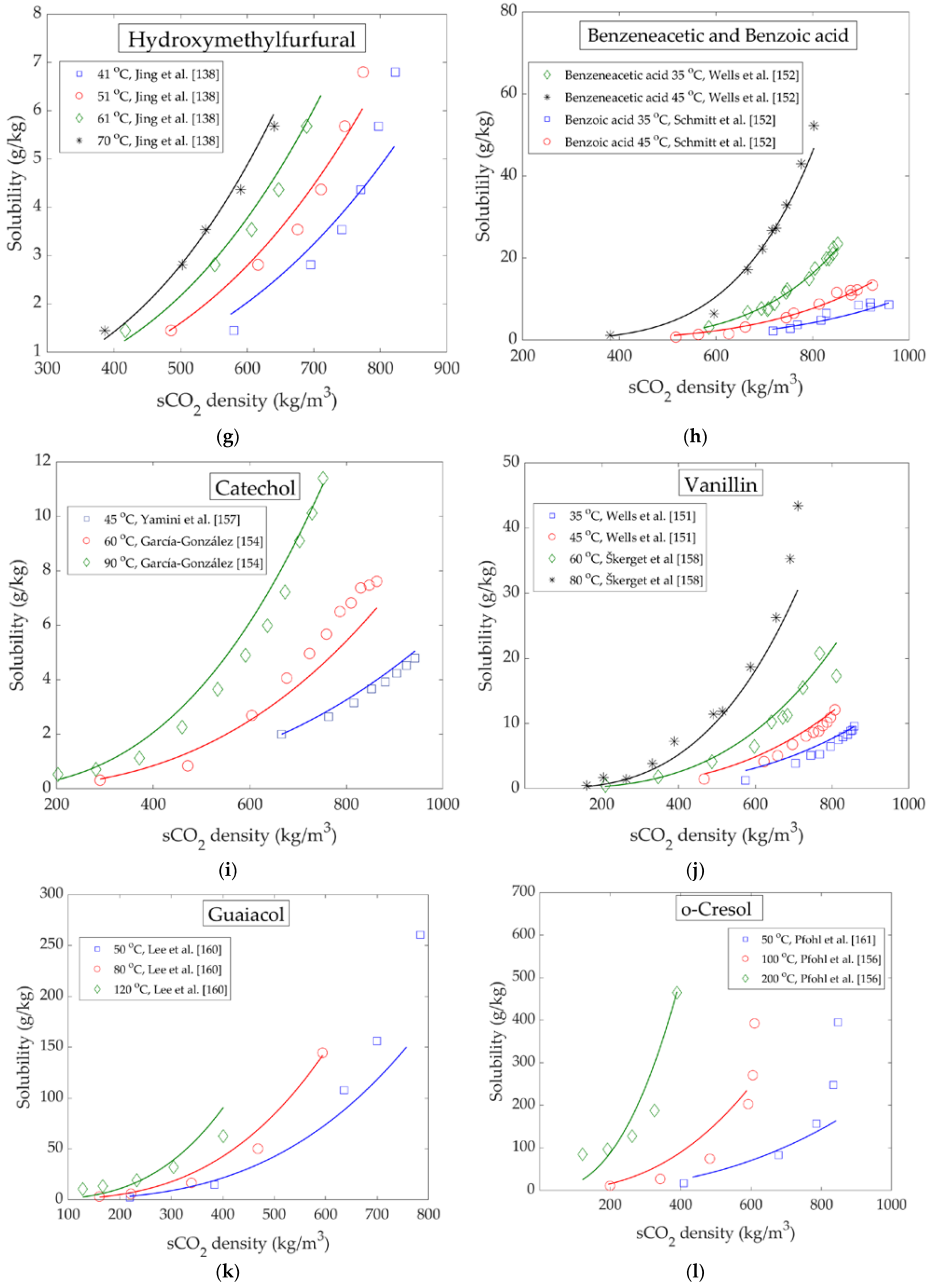 Hydroxymethylfurfural
41 °C, Jing et al. [138]
51 °C, Jing et al. [138]
61 °C, Jing et al. [138]
70 °C, Jing et al. [138]
Solubility (g/kg)
8
7
6
5
4
3
2
1
300 400 500 600 700 800 900
sCO2 density (kg/m3)
(g)
Benzeneacetic and Benzoic acid
Benzeneacetic acid 35 °C, Wells et al. [152]
Benzeneacetic acid 45 °C, Wells et al. [152]
Benzoic acid 35 °C, Schmitt et al. [152]
Benzoic acid 45 °C, Schmitt et al. [152]
Solubility (g/kg)
80
60
40
20
0
200 400 600 800 1000
sCO2 density (kg/m3)
(h)
Catechol
45 °C, Yamini et al. [157]
60 °C, García-González [154]
90 °C, García-González [154]
Solubility (g/kg)
12
10
8
6
4
2
0
200 400 600 800 1000
sCO2 density (kg/m3)
(i)
Vanillin
35 °C, Wells et al. [151]
45 °C, Wells et al. [151]
60 °C, Škerget et al [158]
80 °C, Škerget et al [158]
Solubility (g/kg)
50
40
30
20
10
0
0 200 400 600 800 1000
sCO2 density (kg/m3)
(j)
Guaiacol
50 °C, Lee et al. [160]
80 °C, Lee et al. [160]
120 °C, Lee et al. [160]
Solubility (g/kg)
300
250
200
150
100
50
0
100 200 300 400 500 600 700 800
sCO2 density (kg/m3)
(k)
o-Cresol
50 °C, Pfohl et al. [161]
100 °C, Pfohl et al. [156]
200 °C, Pfohl et al. [156]
Solubility (g/kg)
700
600
500
400
300
200
100
0
0 200 400 600 800 1000
sCO2 density (kg/m3)
(l)